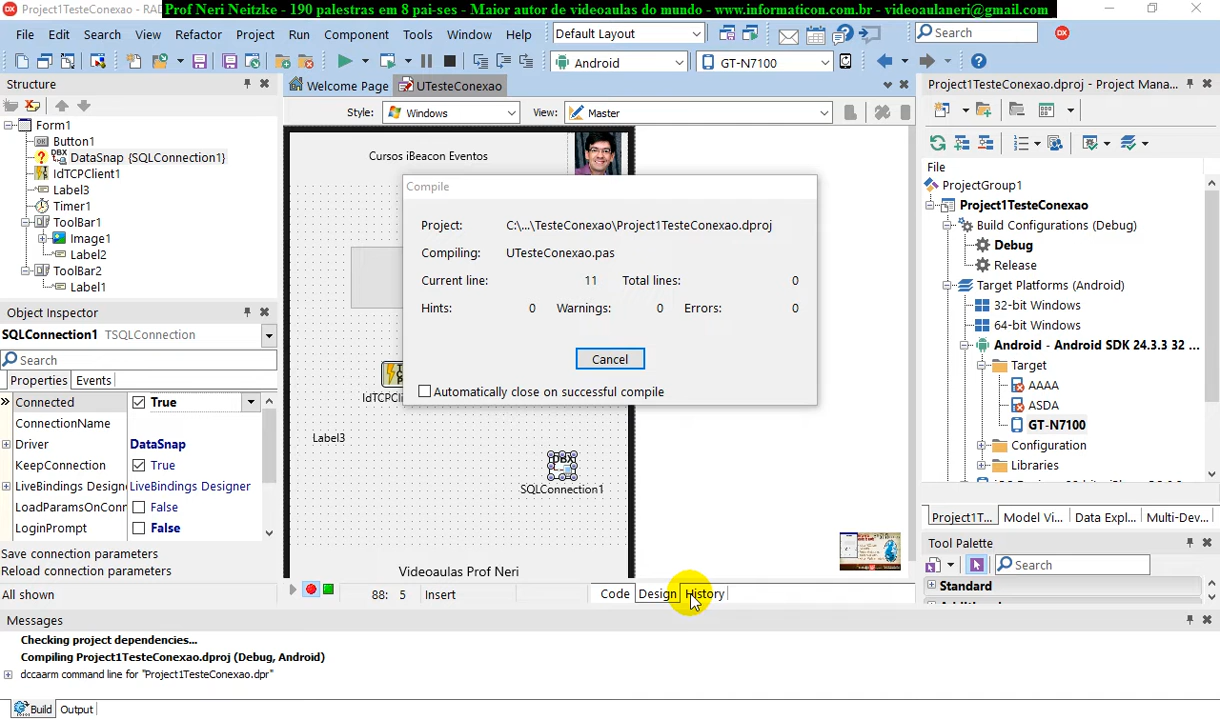 Project1TesteConexao - RAD
Prof Neri Neitzke - 190 palestras em 8 pai-ses - Maior autor de videoaulas do mundo - www.informaticon.com.br - videoaulaneri@gmail.com
File Edit Search View Refactor Project Run Component Tools Window Help
Default Layout
Search
Android
GT-N7100
Structure
Welcome Page
UTesteConexao
Project1TesteConexao.dproj - Project Mana...
Style: Windows View: Master
Form1
Button1
DataSnap {SQLConnection1}
IdTCPClient1
Label3
Timer1
ToolBar1
Image1
Label2
ToolBar2
Label1
Cursos iBeacon Eventos
Compile
Project: C:\...\TesteConexao\Project1TesteConexao.dproj
Compiling: UTesteConexao.pas
Current line: 11 Total lines: 0
Hints: 0 Warnings: 0 Errors: 0
Cancel
Automatically close on successful compile
Label3
DBX
SQLConnection1
Videoaulas Prof Neri
File
ProjectGroup1
Project1TesteConexao
Build Configurations (Debug)
Debug
Release
Target Platforms (Android)
32-bit Windows
64-bit Windows
Android - Android SDK 24.3.3 32 ...
Target
AAAA
ASDA
GT-N7100
Configuration
Libraries
Project1T... Model Vi... Data Expl... Multi-Dev...
Tool Palette
Search
Standard
Object Inspector
SQLConnection1 TSQLConnection
Search
Properties Events
Connected True
ConnectionName
Driver DataSnap
KeepConnection True
LiveBindings Designe LiveBindings Designer
LoadParamsOnConn False
LoginPrompt False
Save connection parameters
Reload connection parameters
All shown
88: 5 Insert
Code Design History
Messages
Checking project dependencies...
Compiling Project1TesteConexao.dproj (Debug, Android)
dccaarm command line for "Project1TesteConexao.dpr"
Build Output